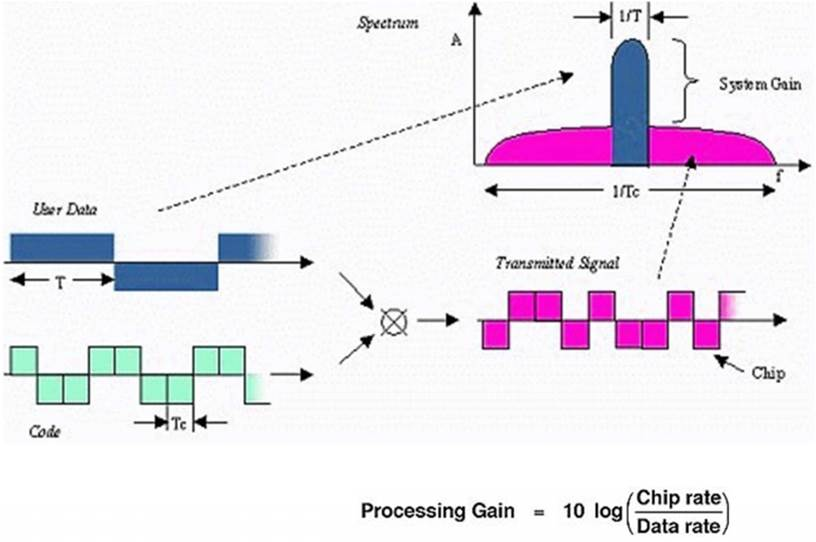 Spectrum
1/T
A
System Gain
f
1/Tc
User Data
T
Transmitted Signal
Chip
Tc
Code
Processing Gain = 10 log(Chip rate
Data rate)